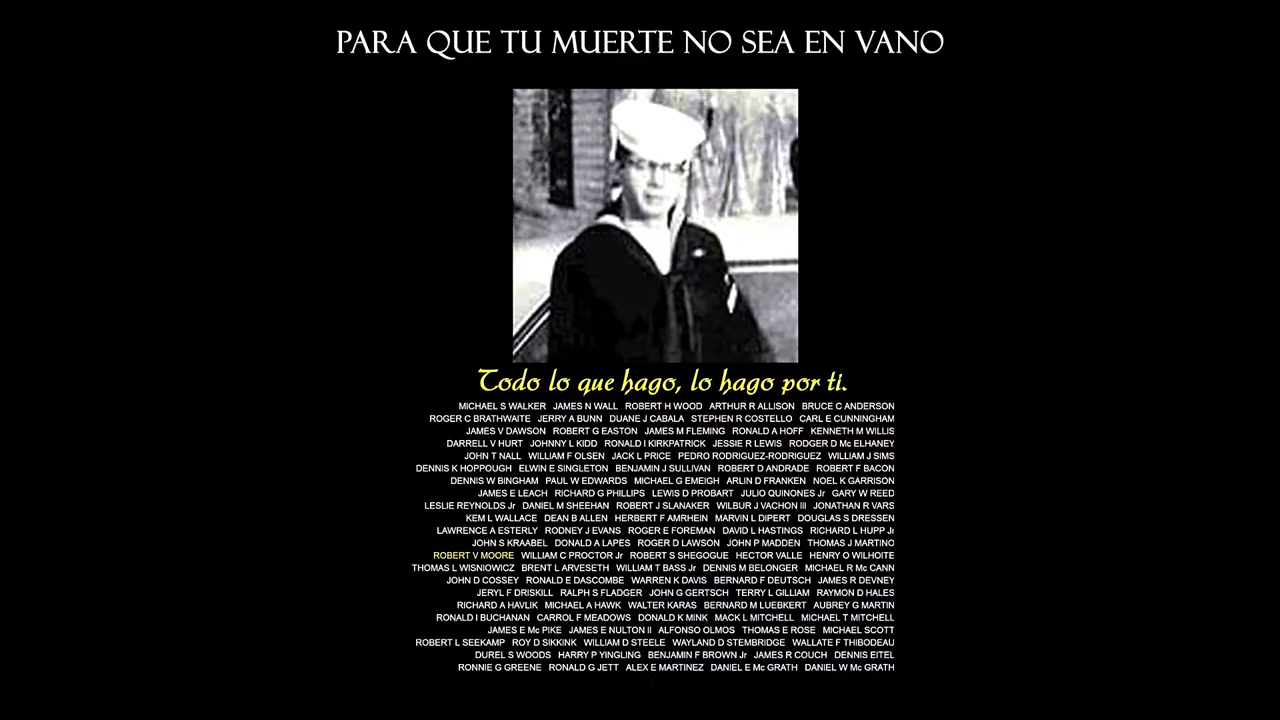 PARA QUE TU MUERTE NO SEA EN VANO
Todo lo que hago, lo hago por ti.
MICHAEL S WALKER JAMES N WALL ROBERT H WOOD ARTHUR R ALLISON BRUCE C ANDERSON
ROGER C BRATHWAITE JERRY A BUNN DUANE J CABALA STEPHEN R COSTELLO CARL E CUNNINGHAM
JAMES V DAWSON ROBERT G EASTON JAMES M FLEMING RONALD A HOFF KENNETH M WILLIS
DARRELL V HURT JOHNNY L KIDD RONALD I KIRKPATRICK JESSIE R LEWIS RODGER D Mc ELHANEY
JOHN T NALL WILLIAM F OLSEN JACK L PRICE PEDRO RODRIGUEZ-RODRIGUEZ WILLIAM J SIMS
DENNIS K HOPPOUGH ELWIN E SINGLETON BENJAMIN J SULLIVAN ROBERT D ANDRADE ROBERT F BACON
DENNIS W BINGHAM PAUL W EDWARDS MICHAEL G EMEIGH ARLIN D FRANKEN NOEL K GARRISON
JAMES E LEACH RICHARD G PHILLIPS LEWIS D PROBART JULIO QUINONES Jr GARY W REED
LESLIE REYNOLDS Jr DANIEL M SHEEHAN ROBERT J SLANAKER WILBUR J VACHON III JONATHAN R VARS
KEM L WALLACE DEAN B ALLEN HERBERT F AMRHEIN MARVIN L DIPERT DOUGLAS S DRESSEN
LAWRENCE A ESTERLY RODNEY J EVANS ROGER E FOREMAN DAVID L HASTINGS RICHARD L HUPP Jr
JOHN S KRAABEL DONALD A LAPES ROGER D LAWSON JOHN P MADDEN THOMAS J MARTINO
ROBERT V MOORE WILLIAM C PROCTOR Jr ROBERT S SHEGOGUE HECTOR VALLE HENRY O WILHOITE
THOMAS L WISNIOWICZ BRENT L ARVESETH WILLIAM T BASS Jr DENNIS M BELONGER MICHAEL R Mc CANN
JOHN D COSSEY RONALD E DASCOMBE WARREN K DAVIS BERNARD F DEUTSCH JAMES R DEVNEY
JERYL F DRISKILL RALPH S FLADGER JOHN G GERTSCH TERRY L GILLIAM RAYMON D HALES
RICHARD A HAVLIK MICHAEL A HAWK WALTER KARAS BERNARD M LUEBKERT AUBREY G MARTIN
RONALD I BUCHANAN CARROL F MEADOWS DONALD K MINK MACK L MITCHELL MICHAEL T MITCHELL
JAMES E Mc PIKE JAMES E NULTON II ALFONSO OLMOS THOMAS E ROSE MICHAEL SCOTT
ROBERT L SEEKAMP ROY D SIKKINK WILLIAM D STEELE WAYLAND D STEMBRIDGE WALLATE F THIBODEAU
DUREL S WOODS HARRY P YINGLING BENJAMIN F BROWN Jr JAMES R COUCH DENNIS EITEL
RONNIE G GREENE RONALD G JETT ALEX E MARTINEZ DANIEL E Mc GRATH DANIEL W Mc GRATH